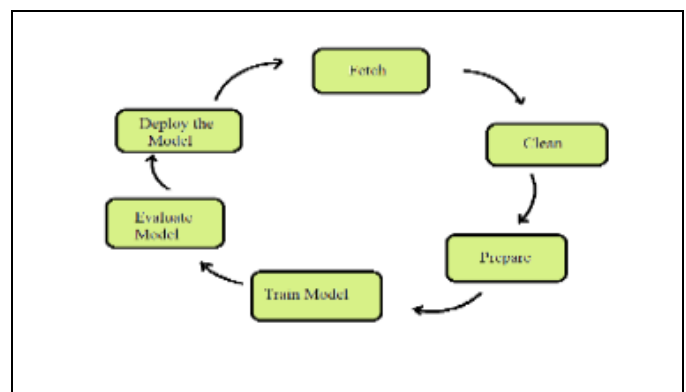 Fetch
Clean
Prepare
Train Model
Evaluate
Model
Deploy the
Model